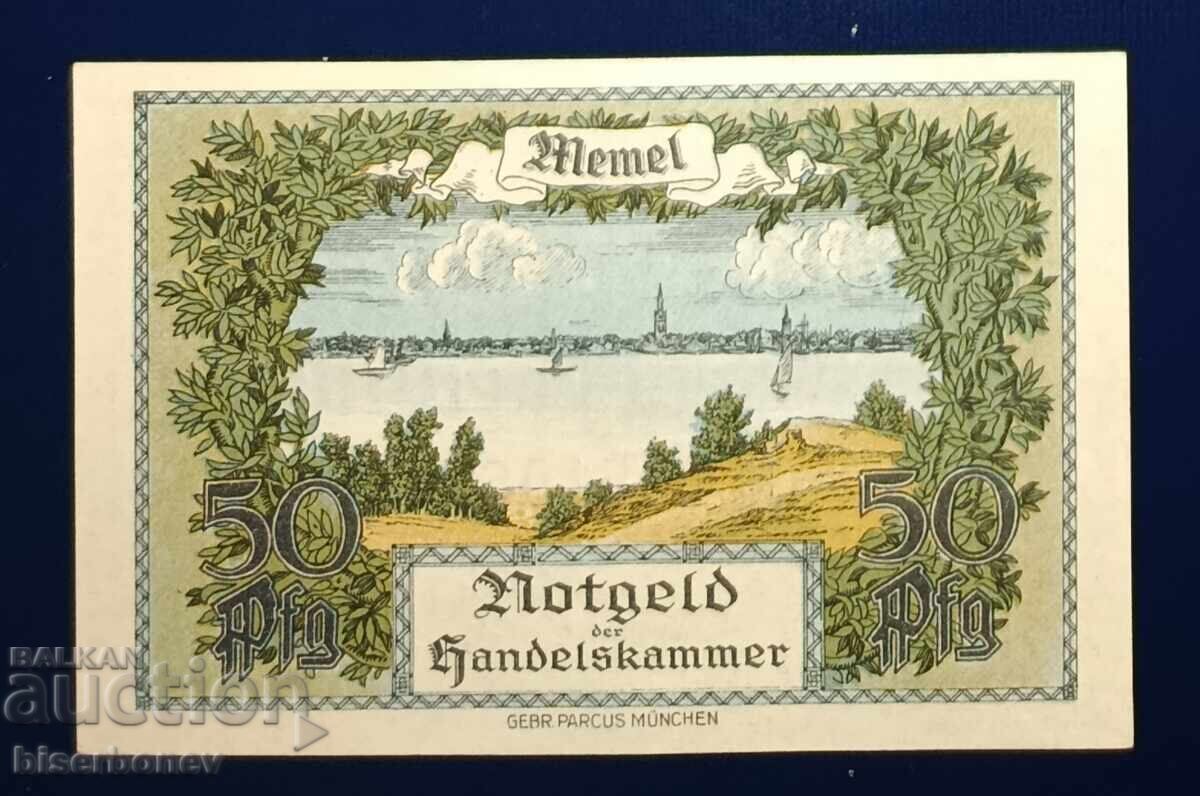 Memel
50 Pfg
50 Pfg
Notgeld
der
Handelskammer
GEBR. PARCUS MÜNCHEN
BALKAN
auction
biserbonev